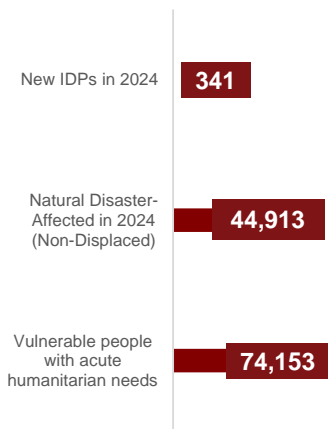 New IDPs in 2024
341
Natural Disaster-
Affected in 2024
(Non-Displaced)
44,913
Vulnerable people
with acute
humanitarian needs
74,153